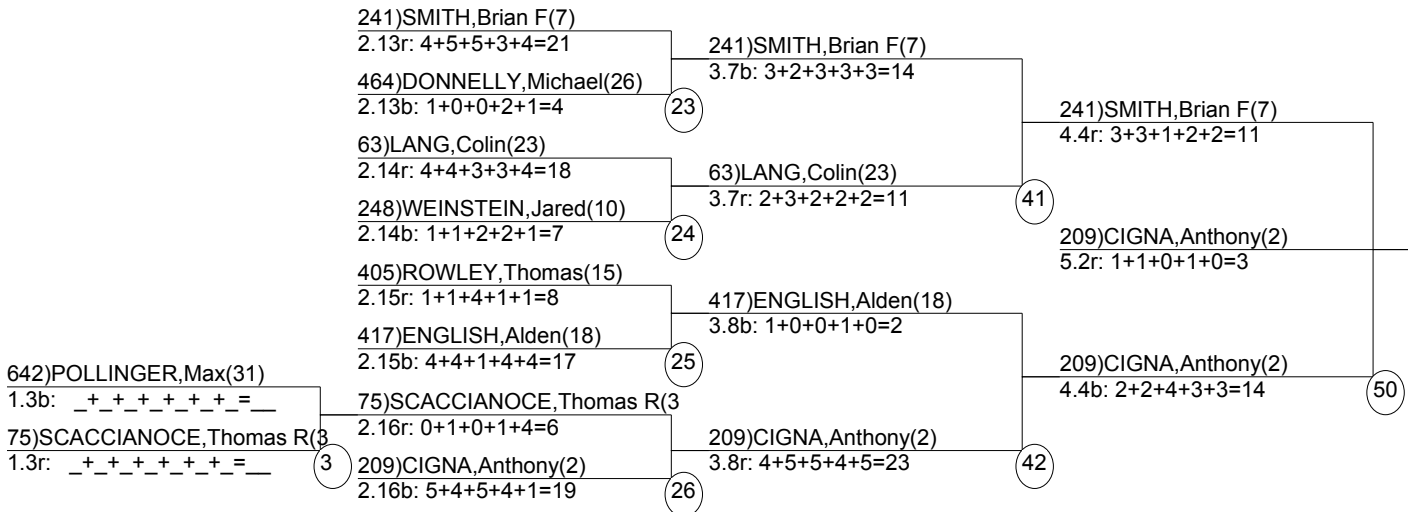 241)SMITH,Brian F(7)
2.13r: 4+5+5+3+4=21
241)SMITH,Brian F(7)
3.7b: 3+2+3+3+3=14
464)DONNELLY,Michael(26)
2.13b: 1+0+0+2+1=4
23
241)SMITH,Brian F(7)
4.4r: 3+3+1+2+2=11
63)LANG,Colin(23)
2.14r: 4+4+3+3+4=18
63)LANG,Colin(23)
3.7r: 2+3+2+2+2=11
41
248)WEINSTEIN,Jared(10)
2.14b: 1+1+2+2+1=7
24
209)CIGNA,Anthony(2)
5.2r: 1+1+0+1+0=3
405)ROWLEY,Thomas(15)
2.15r: 1+1+4+1+1=8
417)ENGLISH,Alden(18)
3.8b: 1+0+0+1+0=2
417)ENGLISH,Alden(18)
2.15b: 4+4+1+4+4=17
25
209)CIGNA,Anthony(2)
4.4b: 2+2+4+3+3=14
50
642)POLLINGER,Max(31)
1.3b: _+_+_+_+_+_+_=__
75)SCACCIANOCE,Thomas R(3
2.16r: 0+1+0+1+4=6
75)SCACCIANOCE,Thomas R(3
1.3r: _+_+_+_+_+_+_=__
3
209)CIGNA,Anthony(2)
3.8r: 4+5+5+4+5=23
42
209)CIGNA,Anthony(2)
2.16b: 5+4+5+4+1=19
26